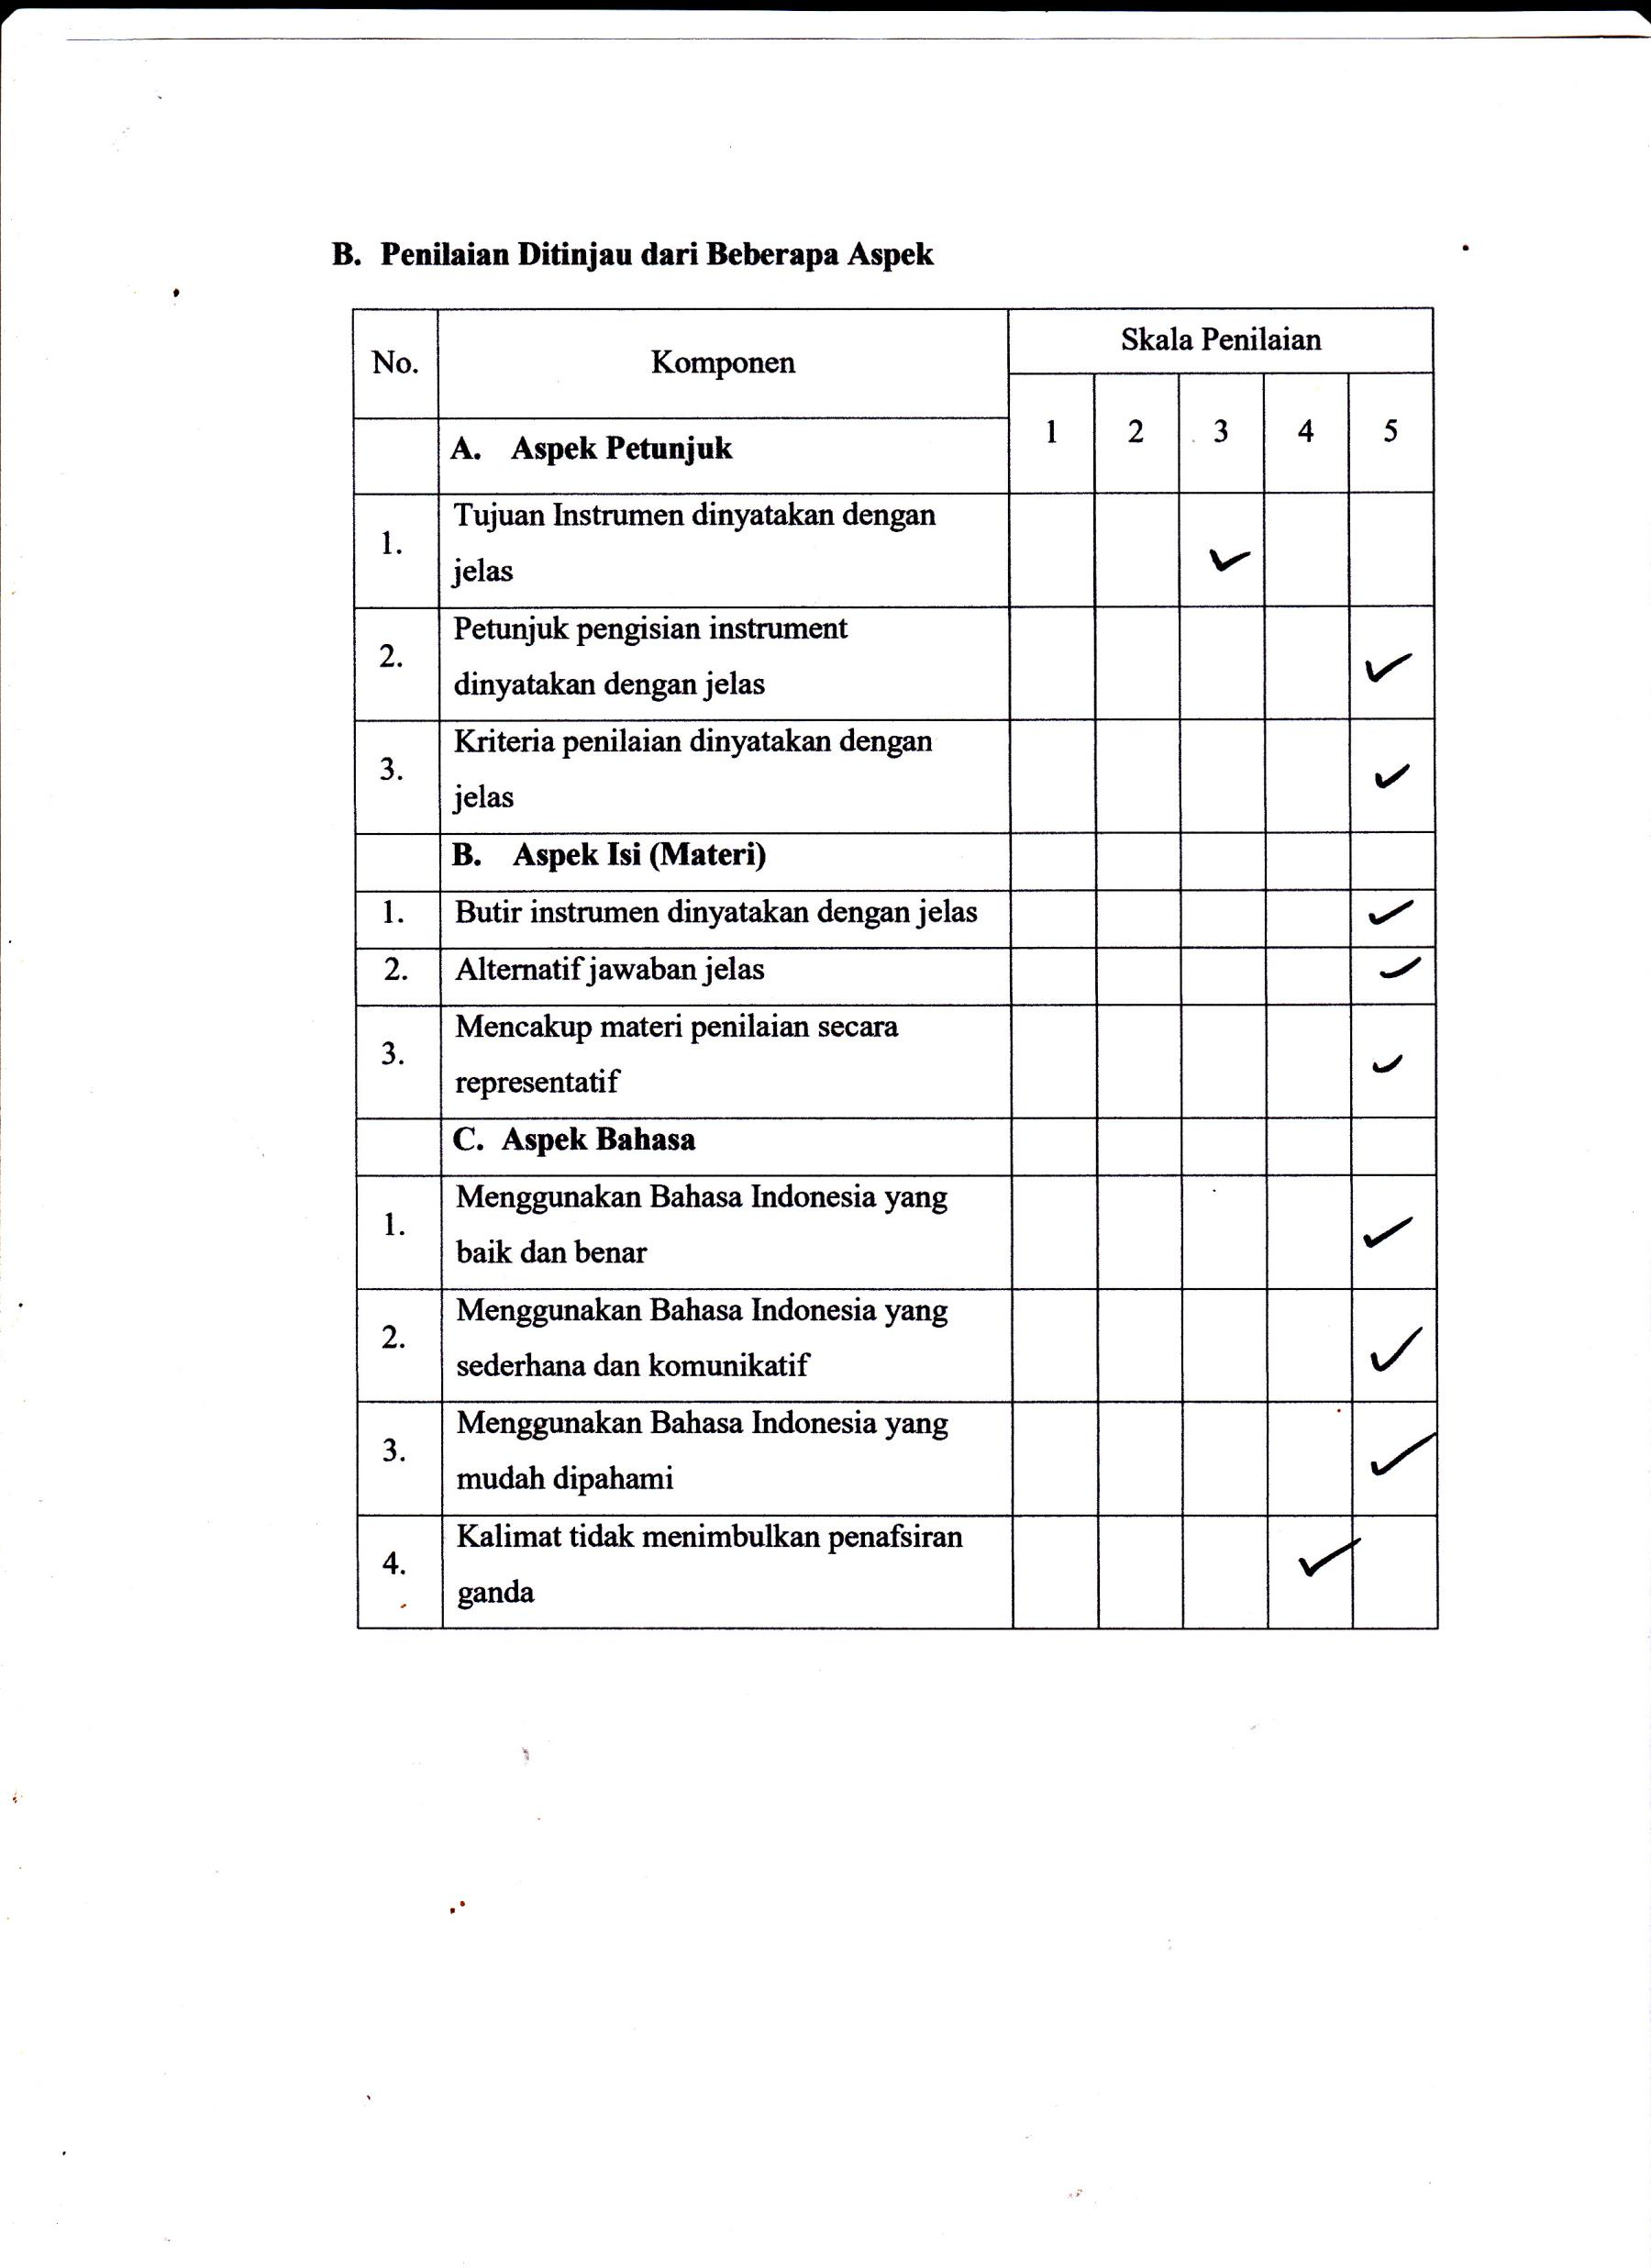 B. Penilaian Ditinjau dari Beberapa Aspek
No. Komponen Skala Penilaian
1 2 3 4 5
A. Aspek Petunjuk
1. Tujuan Instrumen dinyatakan dengan
jelas ✓
2. Petunjuk pengisian instrument
dinyatakan dengan jelas ✓
3. Kriteria penilaian dinyatakan dengan
jelas ✓
B. Aspek Isi (Materi)
1. Butir instrumen dinyatakan dengan jelas ✓
2. Alternatif jawaban jelas ✓
3. Mencakup materi penilaian secara
representatif ✓
C. Aspek Bahasa
1. Menggunakan Bahasa Indonesia yang
baik dan benar ✓
2. Menggunakan Bahasa Indonesia yang
sederhana dan komunikatif ✓
3. Menggunakan Bahasa Indonesia yang
mudah dipahami ✓
4. Kalimat tidak menimbulkan penafsiran
ganda ✓